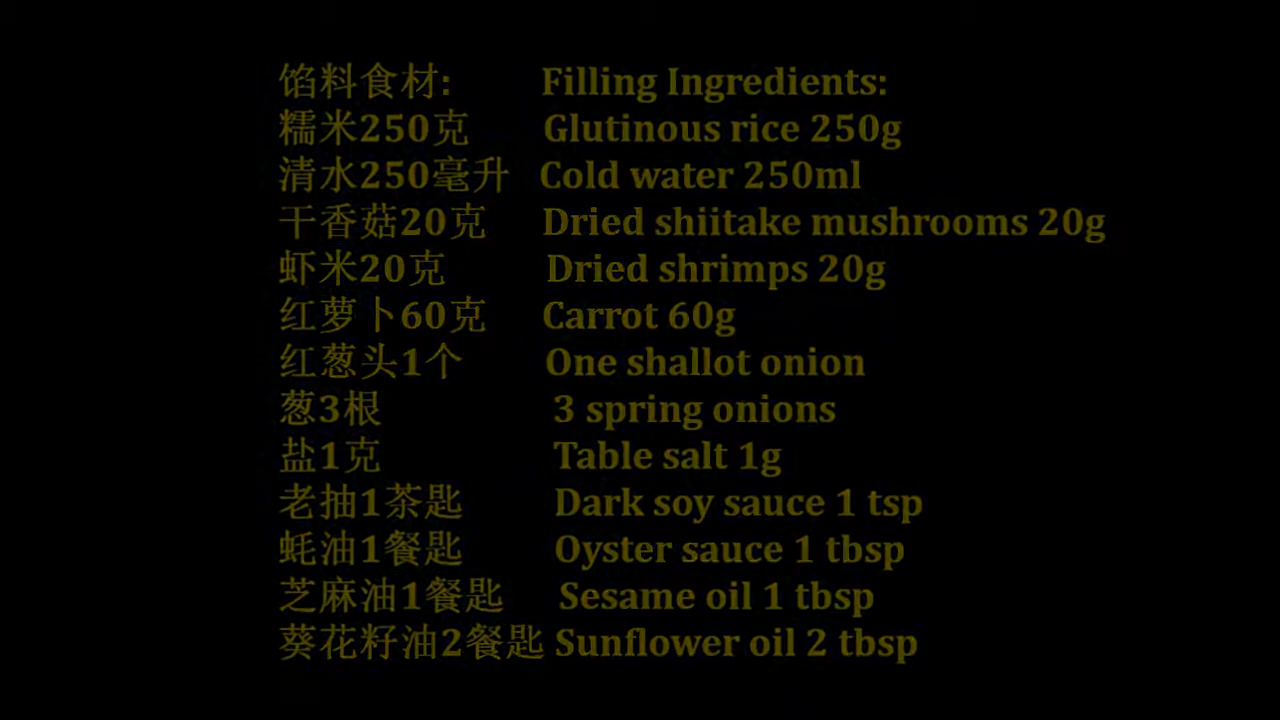 馅料食材: Filling Ingredients:
糯米250克 Glutinous rice 250g
清水250毫升 Cold water 250ml
干香菇20克 Dried shiitake mushrooms 20g
虾米20克 Dried shrimps 20g
红萝卜60克 Carrot 60g
红葱头1个 One shallot onion
葱3根 3 spring onions
盐1克 Table salt 1g
老抽1茶匙 Dark soy sauce 1 tsp
蚝油1餐匙 Oyster sauce 1 tbsp
芝麻油1餐匙 Sesame oil 1 tbsp
葵花籽油2餐匙 Sunflower oil 2 tbsp